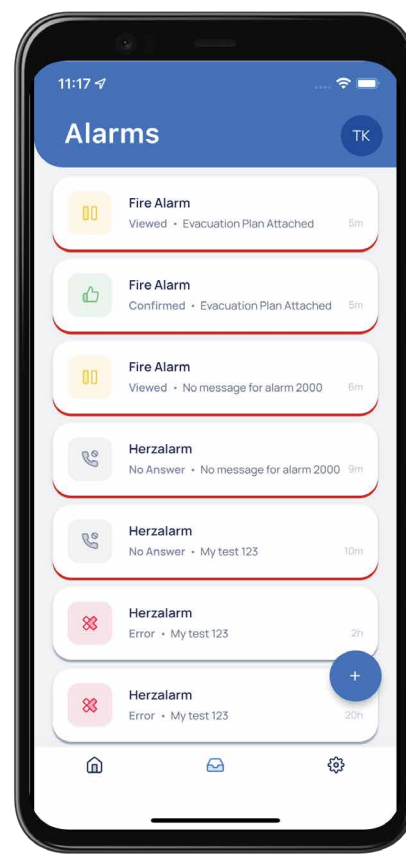 11:17
Alarms
TK
Fire Alarm
Viewed • Evacuation Plan Attached 5m
Fire Alarm
Confirmed • Evacuation Plan Attached 5m
Fire Alarm
Viewed • No message for alarm 2000 6m
Herzalarm
No Answer • No message for alarm 2000 9m
Herzalarm
No Answer • My test 123 10m
Herzalarm
Error • My test 123 2h
+
Herzalarm
Error • My test 123 20h